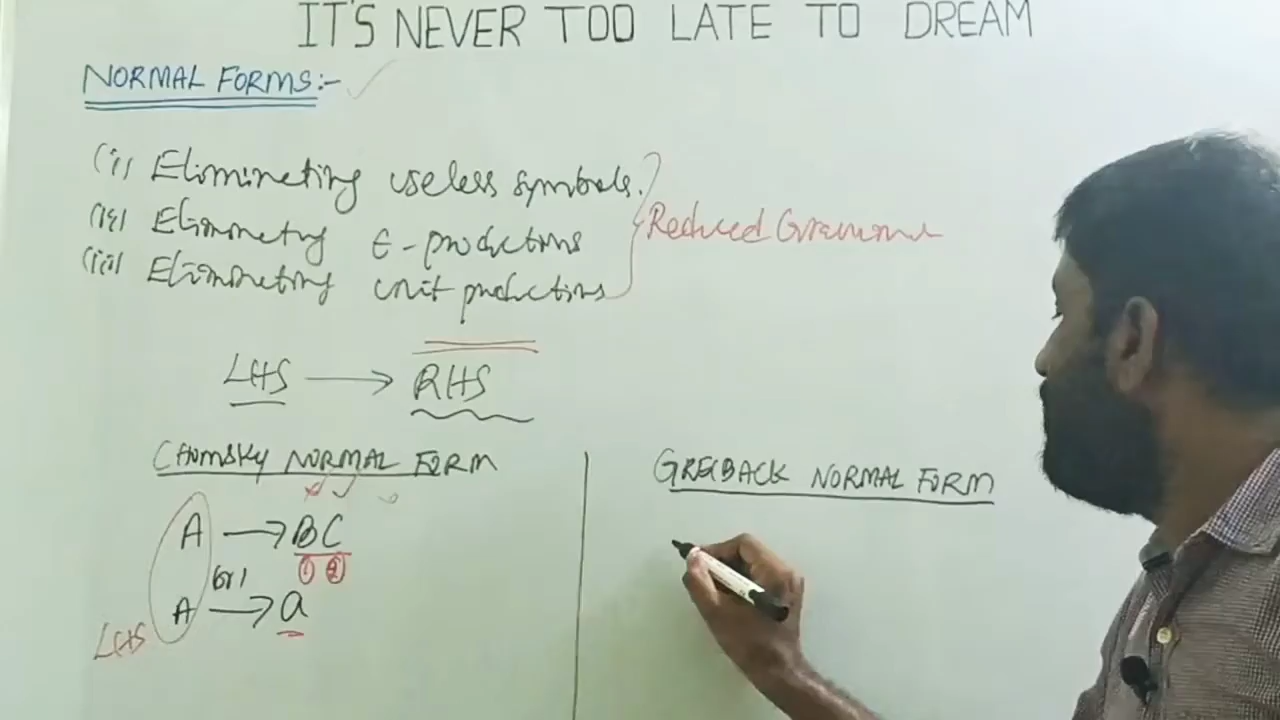 IT'S NEVER TOO LATE TO DREAM
NORMAL FORMS:-
(i) Eliminating useless symbols.
(ii) Eliminating ε-productions
(iii) Eliminating unit productions
Reduced Grammar
LHS → RHS
CHOMSKY NORMAL FORM
A → BC
① ②
(or)
A → a
LHS
GREIBACK NORMAL FORM